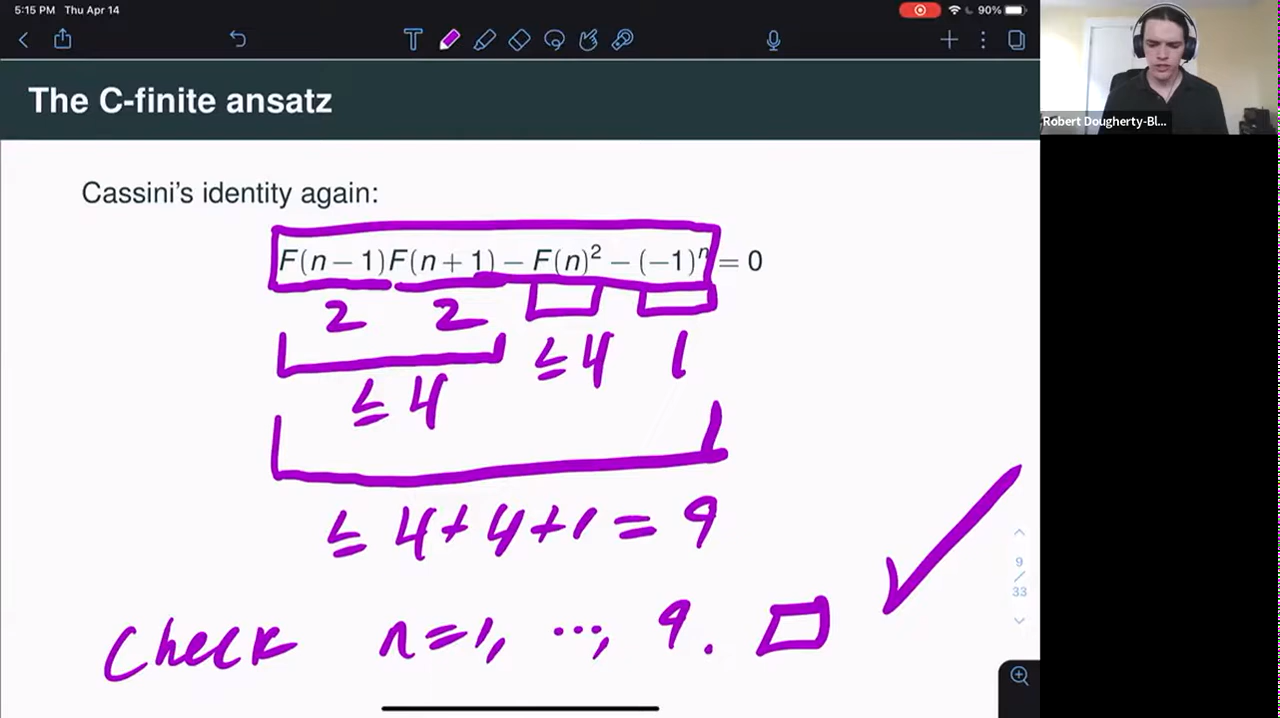 5:15 PM Thu Apr 14
90%
The C-finite ansatz
Robert Dougherty-Bl...
Cassini's identity again:
F(n − 1)F(n + 1) − F(n)² − (−1)ⁿ = 0
2 2
≤4 1
≤4
≤ 4+4+1 = 9
9
/
33
Check n=1, ..., 9.